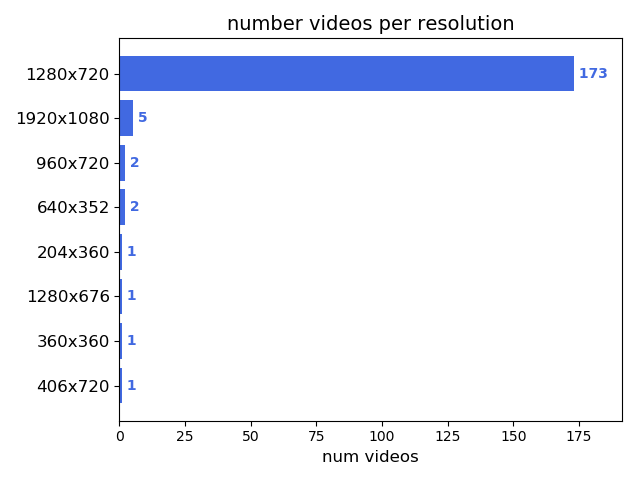 number videos per resolution
1280x720 173
1920x1080 5
960x720 2
640x352 2
204x360 1
1280x676 1
360x360 1
406x720 1
0 25 50 75 100 125 150 175
num videos